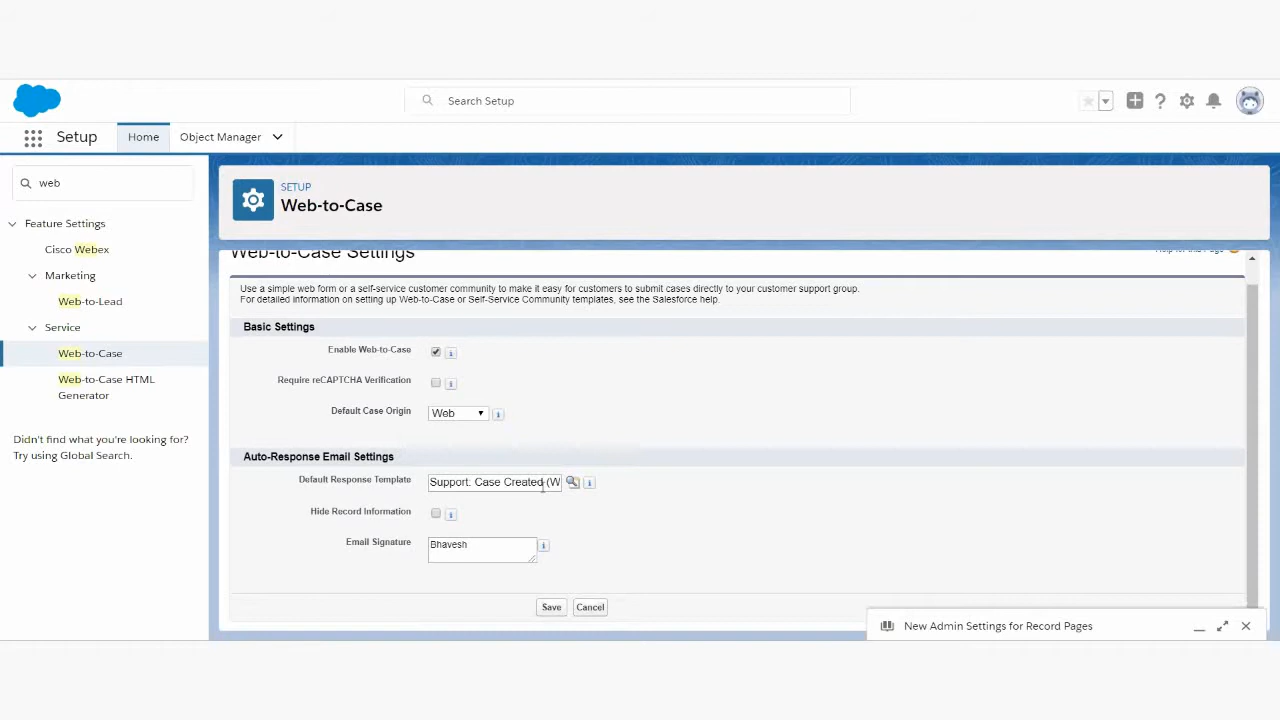 Search Setup
Setup
Home
Object Manager
web
Feature Settings
Cisco Webex
Marketing
Web-to-Lead
Service
Web-to-Case
Web-to-Case HTML
Generator
Didn't find what you're looking for?
Try using Global Search.
SETUP
Web-to-Case
Web-to-Case Settings
Help for this Page
Use a simple web form or a self-service customer community to make it easy for customers to submit cases directly to your customer support group.
For detailed information on setting up Web-to-Case or Self-Service Community templates, see the Salesforce help.
Basic Settings
Enable Web-to-Case
Require reCAPTCHA Verification
Default Case Origin
Web
Auto-Response Email Settings
Default Response Template
Support: Case Created (W
Hide Record Information
Email Signature
Bhavesh
Save
Cancel
New Admin Settings for Record Pages